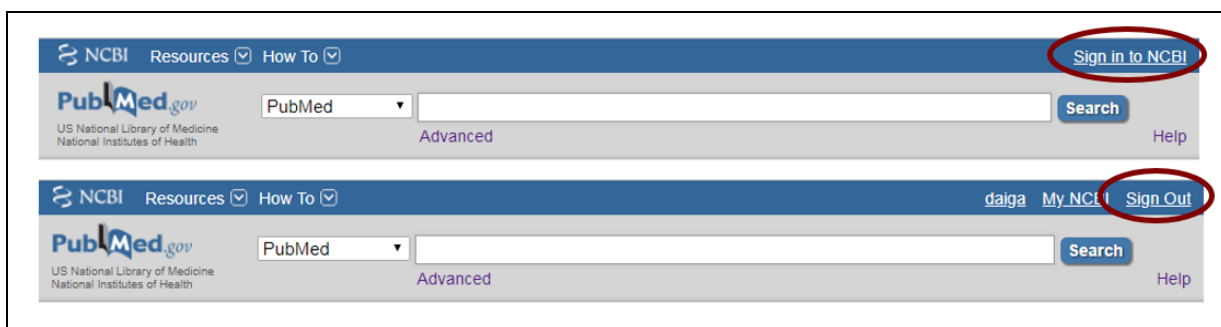 NCBI Resources How To Sign in to NCBI
PubMed.gov PubMed Search
US National Library of Medicine
National Institutes of Health
Advanced Help
NCBI Resources How To daiga My NCBI Sign Out
PubMed.gov PubMed Search
US National Library of Medicine
National Institutes of Health
Advanced Help